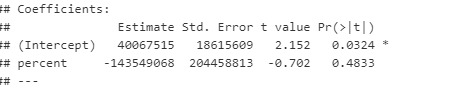 ## Coefficients:
##              Estimate Std. Error t value Pr(>|t|)
## (Intercept)   40067515   18615609   2.152   0.0324 *
## percent     -143549068  204458813  -0.702   0.4833
## ---